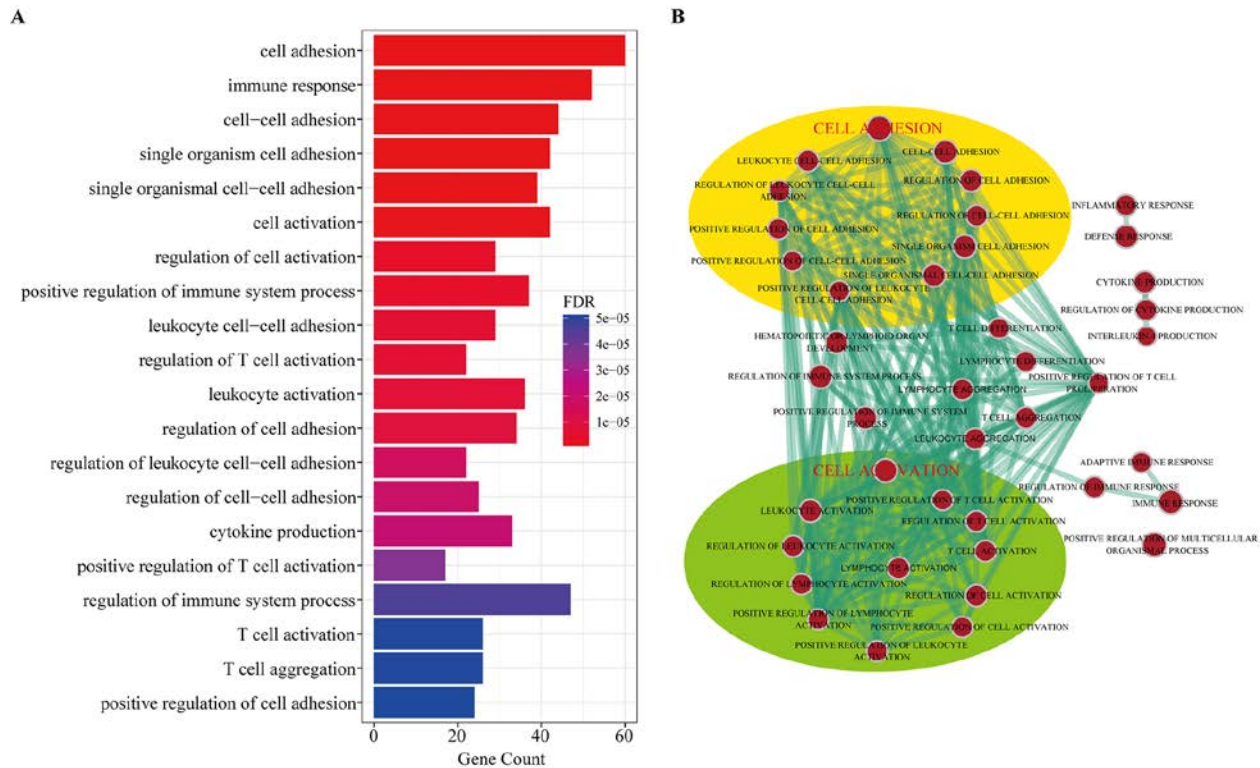 A
cell adhesion
immune response
cell−cell adhesion
single organism cell adhesion
single organismal cell−cell adhesion
cell activation
regulation of cell activation
positive regulation of immune system process
leukocyte cell−cell adhesion
regulation of T cell activation
leukocyte activation
regulation of cell adhesion
regulation of leukocyte cell−cell adhesion
regulation of cell−cell adhesion
cytokine production
positive regulation of T cell activation
regulation of immune system process
T cell activation
T cell aggregation
positive regulation of cell adhesion
0 20 40 60
Gene Count
FDR
5e−05
4e−05
3e−05
2e−05
1e−05
B
CELL ADHESION
LEUKOCYTE CELL-CELL ADHESION
CELL-CELL ADHESION
REGULATION OF LEUKOCYTE CELL-CELL
ADHESION
REGULATION OF CELL ADHESION
POSITIVE REGULATION OF CELL ADHESION
REGULATION OF CELL-CELL ADHESION
SINGLE ORGANISM CELL ADHESION
POSITIVE REGULATION OF CELL-CELL ADHESION
SINGLE ORGANISMAL CELL-CELL ADHESION
POSITIVE REGULATION OF LEUKOCYTE
CELL-CELL ADHESION
HEMATOPOIETIC OR LYMPHOID ORGAN
DEVELOPMENT
T CELL DIFFERENTIATION
LYMPHOCYTE DIFFERENTIATION
REGULATION OF IMMUNE SYSTEM PROCESS
POSITIVE REGULATION OF T CELL
PROLIFERATION
LYMPHOCYTE AGGREGATION
POSITIVE REGULATION OF IMMUNE SYSTEM
PROCESS
T CELL AGGREGATION
LEUKOCYTE AGGREGATION
CELL ACTIVATION
POSITIVE REGULATION OF T CELL ACTIVATION
LEUKOCYTE ACTIVATION
REGULATION OF T CELL ACTIVATION
REGULATION OF LEUKOCYTE ACTIVATION
T CELL ACTIVATION
LYMPHOCYTE ACTIVATION
REGULATION OF LYMPHOCYTE ACTIVATION
REGULATION OF CELL ACTIVATION
POSITIVE REGULATION OF LYMPHOCYTE
ACTIVATION
POSITIVE REGULATION OF CELL ACTIVATION
POSITIVE REGULATION OF LEUKOCYTE
ACTIVATION
INFLAMMATORY RESPONSE
DEFENSE RESPONSE
CYTOKINE PRODUCTION
REGULATION OF CYTOKINE PRODUCTION
PRODUCTION
ADAPTIVE IMMUNE RESPONSE
REGULATION OF IMMUNE RESPONSE
IMMUNE RESPONSE
POSITIVE REGULATION OF MULTICELLULAR
ORGANISMAL PROCESS